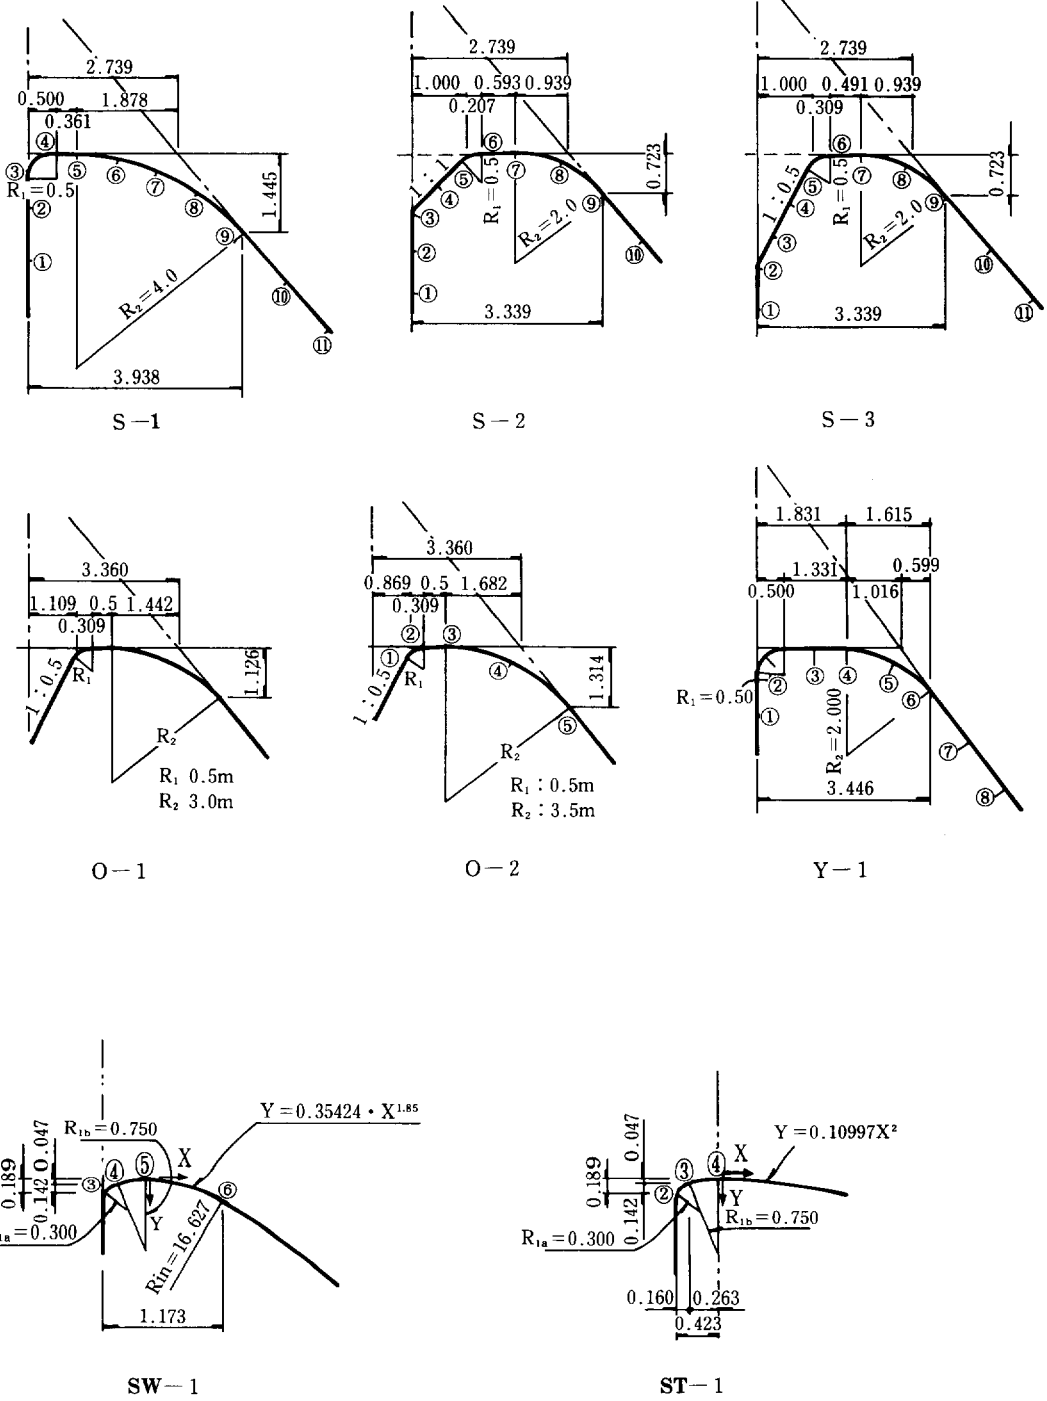 2.739
0.500 1.878
0.361
④
③ ⑤ ⑥ ⑦ ⑧ ⑨
R₁=0.5
②
①
1.445
R₂=4.0
⑩
⑪
3.938
S－1
2.739
1.000 0.593 0.939
0.207
⑥
1:1
⑤ ⑦ ⑧
④
③ ⑨
R₁=0.5
0.723
R₂=2.0
②
⑩
①
3.339
S－2
2.739
1.000 0.491 0.939
0.309
⑥
1:0.5
⑤ ⑦ ⑧
④ ⑨
R₁=0.5
0.723
R₂=2.0
③
②
⑩
①
⑪
3.339
S－3
3.360
1.109 0.5 1.442
0.309
1:0.5
R₁
1.126
R₂
R₁ 0.5m
R₂ 3.0m
O－1
3.360
0.869 0.5 1.682
0.309
② ③
①
④
1:0.5
R₁
1.314
⑤
R₂
R₁:0.5m
R₂:3.5m
O－2
1.831 1.615
1.331 0.599
0.500 1.016
R₁=0.50
② ③ ④ ⑤
⑥
①
R₂=2.000
⑦
⑧
3.446
Y－1
Y=0.35424・X^1.85
R₁b=0.750
0.047
0.189
0.142
③ ④ ⑤ X
⑥
Y
₁a=0.300
Rin=16.627
1.173
SW－1
Y=0.10997X²
0.047
0.189
0.142
② ③ ④ X
Y
R₁b=0.750
R₁a=0.300
0.160 0.263
0.423
ST－1